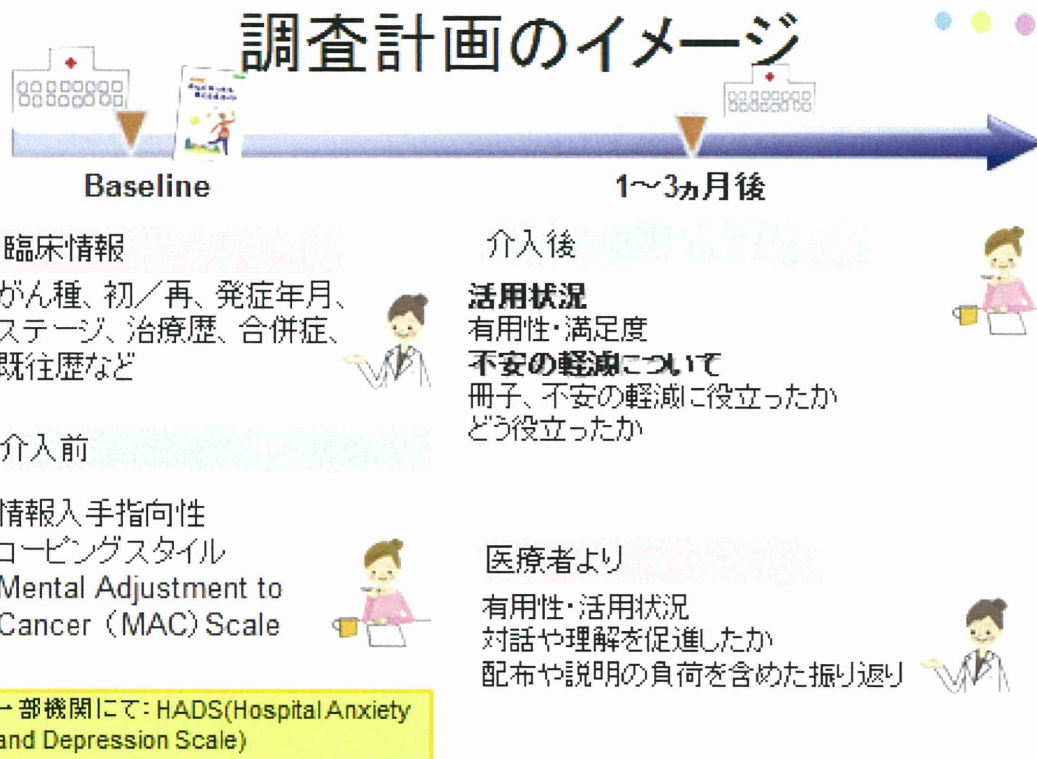 調査計画のイメージ
Baseline
1～3ヵ月後
臨床情報
がん種、初／再、発症年月、
ステージ、治療歴、合併症、
既往歴など
介入前
情報入手指向性
コーピングスタイル
Mental Adjustment to
Cancer（MAC）Scale
一部機関にて：HADS(Hospital Anxiety
and Depression Scale)
介入後
活用状況
有用性・満足度
不安の軽減について
冊子、不安の軽減に役立ったか
どう役立ったか
医療者より
有用性・活用状況
対話や理解を促進したか
配布や説明の負荷を含めた振り返り